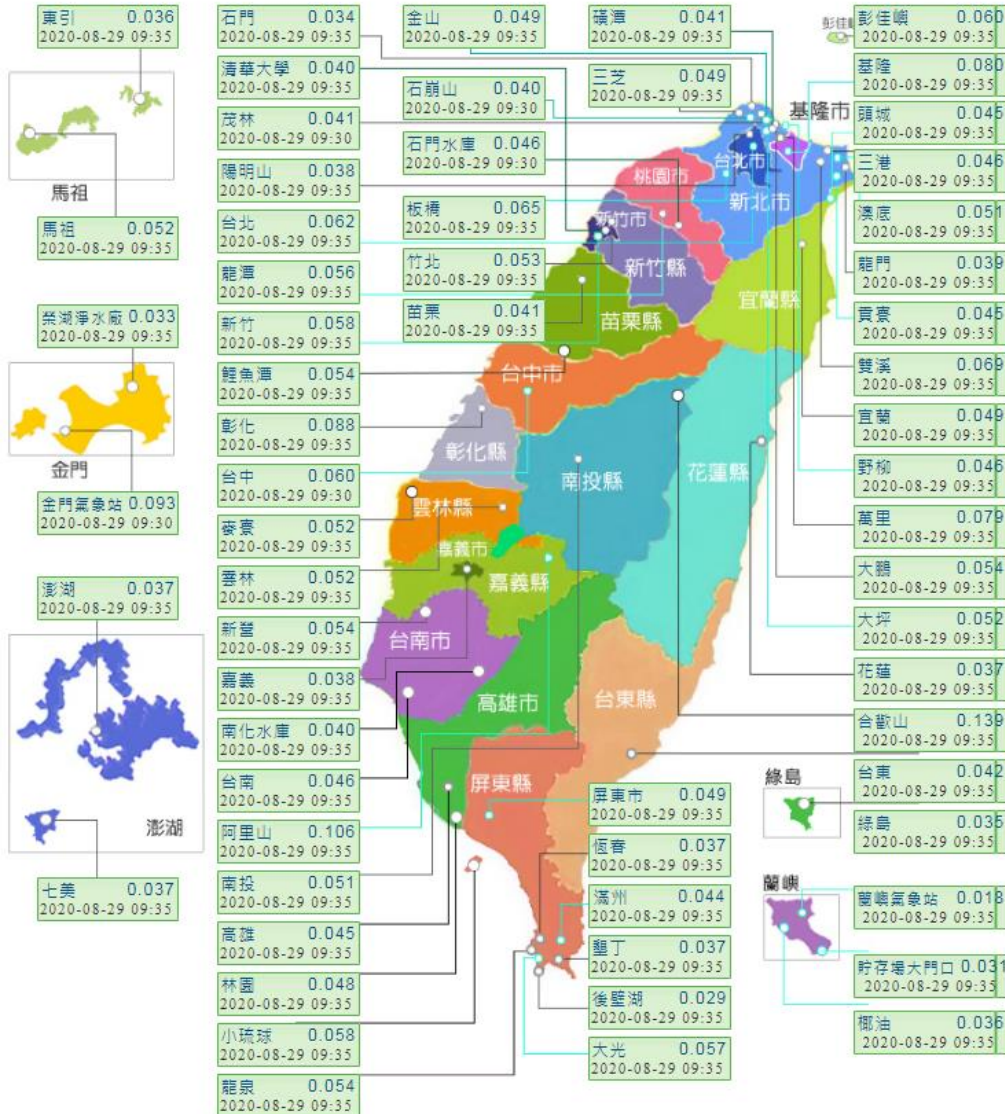 東引 0.036
2020-08-29 09:35
馬祖
馬祖 0.052
2020-08-29 09:35
榮湖淨水廠 0.033
2020-08-29 09:35
金門
金門氣象站 0.093
2020-08-29 09:30
澎湖 0.037
2020-08-29 09:35
澎湖
七美 0.037
2020-08-29 09:35
石門 0.034
2020-08-29 09:35
清華大學 0.040
2020-08-29 09:30
茂林 0.041
2020-08-29 09:30
陽明山 0.038
2020-08-29 09:35
台北 0.062
2020-08-29 09:35
龍潭 0.056
2020-08-29 09:35
新竹 0.058
2020-08-29 09:35
鯉魚潭 0.054
2020-08-29 09:35
彰化 0.088
2020-08-29 09:35
台中 0.060
2020-08-29 09:30
麥寮 0.052
2020-08-29 09:35
雲林 0.052
2020-08-29 09:35
新營 0.054
2020-08-29 09:35
嘉義 0.038
2020-08-29 09:35
南化水庫 0.040
2020-08-29 09:35
台南 0.046
2020-08-29 09:35
阿里山 0.106
2020-08-29 09:35
南投 0.051
2020-08-29 09:35
高雄 0.045
2020-08-29 09:35
林園 0.048
2020-08-29 09:35
小琉球 0.058
2020-08-29 09:35
龍泉 0.054
2020-08-29 09:35
金山 0.049
2020-08-29 09:35
石崩山 0.040
2020-08-29 09:30
石門水庫 0.046
2020-08-29 09:30
板橋 0.065
2020-08-29 09:35
竹北 0.053
2020-08-29 09:35
苗栗 0.041
2020-08-29 09:35
磺潭 0.041
2020-08-29 09:35
三芝 0.049
2020-08-29 09:35
彭佳嶼
基隆市
台北市
桃園市
新北市
新竹市
新竹縣
宜蘭縣
苗栗縣
台中市
彰化縣
南投縣
花蓮縣
雲林縣
嘉義市
嘉義縣
台南市
高雄市
台東縣
屏東縣
屏東市 0.049
2020-08-29 09:35
恆春 0.037
2020-08-29 09:35
滿州 0.044
2020-08-29 09:35
墾丁 0.037
2020-08-29 09:35
後壁湖 0.029
2020-08-29 09:35
大光 0.057
2020-08-29 09:35
彭佳嶼 0.060
2020-08-29 09:35
基隆 0.080
2020-08-29 09:35
頭城 0.045
2020-08-29 09:35
三港 0.046
2020-08-29 09:35
澳底 0.051
2020-08-29 09:35
龍門 0.039
2020-08-29 09:35
貢寮 0.045
2020-08-29 09:35
雙溪 0.069
2020-08-29 09:35
宜蘭 0.049
2020-08-29 09:35
野柳 0.046
2020-08-29 09:35
萬里 0.079
2020-08-29 09:35
大鵬 0.054
2020-08-29 09:35
大坪 0.052
2020-08-29 09:35
花蓮 0.037
2020-08-29 09:35
合歡山 0.139
2020-08-29 09:35
台東 0.042
2020-08-29 09:35
綠島
綠島 0.035
2020-08-29 09:35
蘭嶼
蘭嶼氣象站 0.018
2020-08-29 09:35
貯存場大門口 0.031
2020-08-29 09:35
椰油 0.036
2020-08-29 09:35